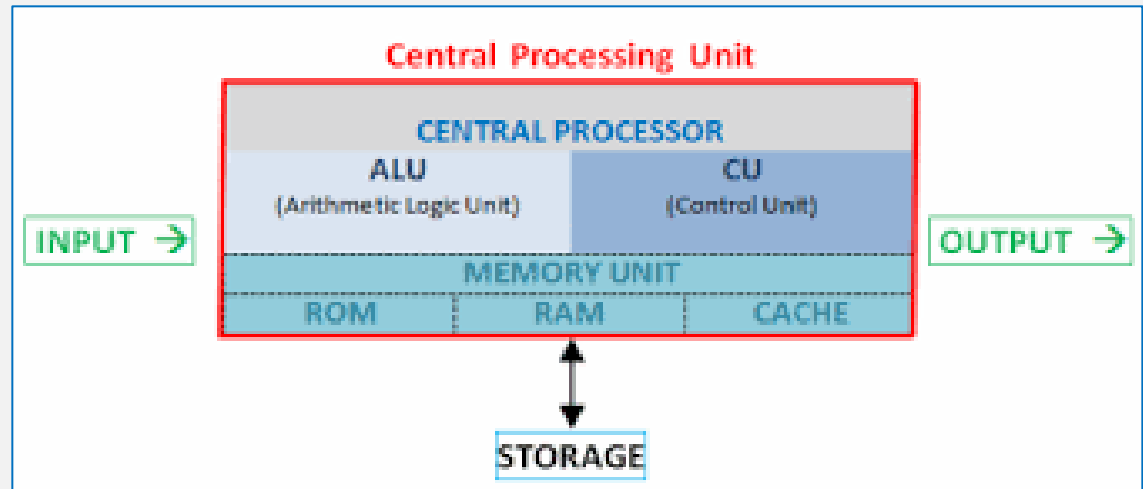 Central Processing Unit
CENTRAL PROCESSOR
ALU
(Arithmetic Logic Unit)
CU
(Control Unit)
INPUT →
OUTPUT →
MEMORY UNIT
ROM
RAM
CACHE
STORAGE